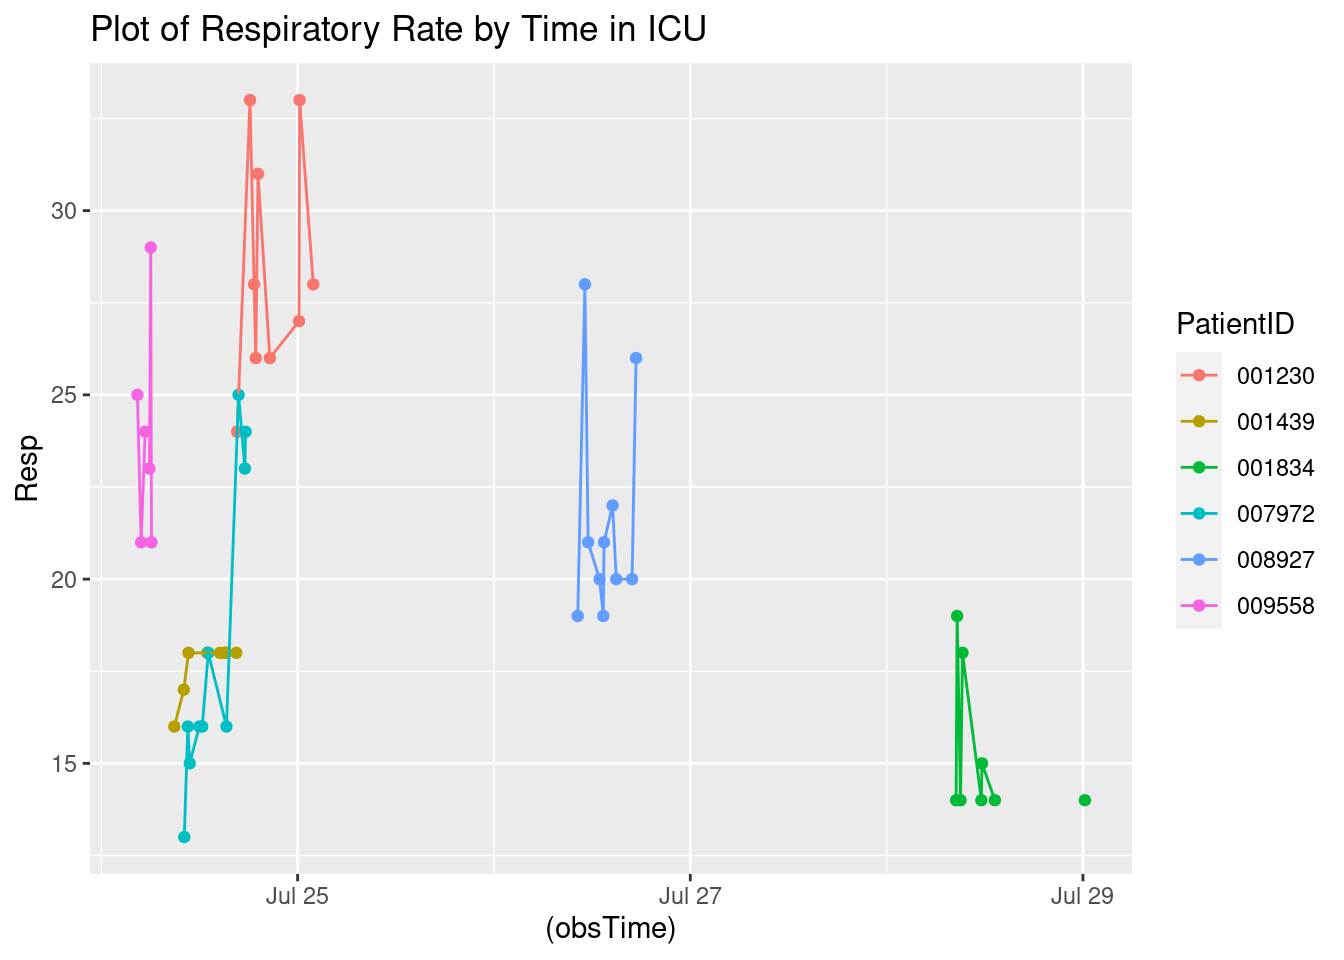 Plot of Respiratory Rate by Time in ICU
30
25
20
15
Resp
Jul 25
Jul 27
Jul 29
(obsTime)
PatientID
001230
001439
001834
007972
008927
009558